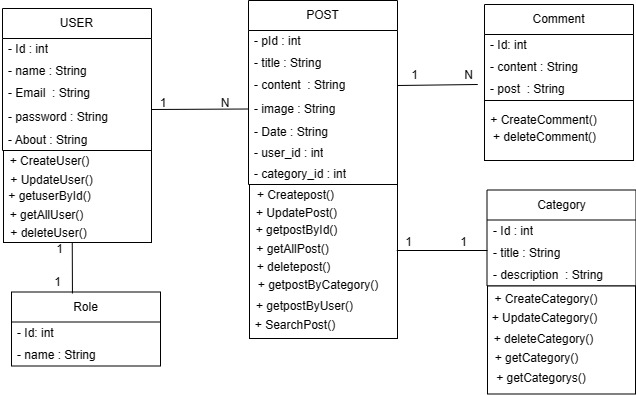 USER
- Id : int
- name : String
- Email : String
- password : String
- About : String
+ CreateUser()
+ UpdateUser()
+ getuserById()
+ getAllUser()
+ deleteUser()
1
N
1
1
Role
- Id: int
- name : String
POST
- pId : int
- title : String
- content : String
- image : String
- Date : String
- user_id : int
- category_id : int
+ Createpost()
+ UpdatePost()
+ getpostById()
+ getAllPost()
+ deletepost()
+ getpostByCategory()
+ getpostByUser()
+ SearchPost()
1
N
1
1
Comment
- Id: int
- content : String
- post : String
+ CreateComment()
+ deleteComment()
Category
- Id : int
- title : String
- description : String
+ CreateCategory()
+ UpdateCategory()
+ deleteCategory()
+ getCategory()
+ getCategorys()